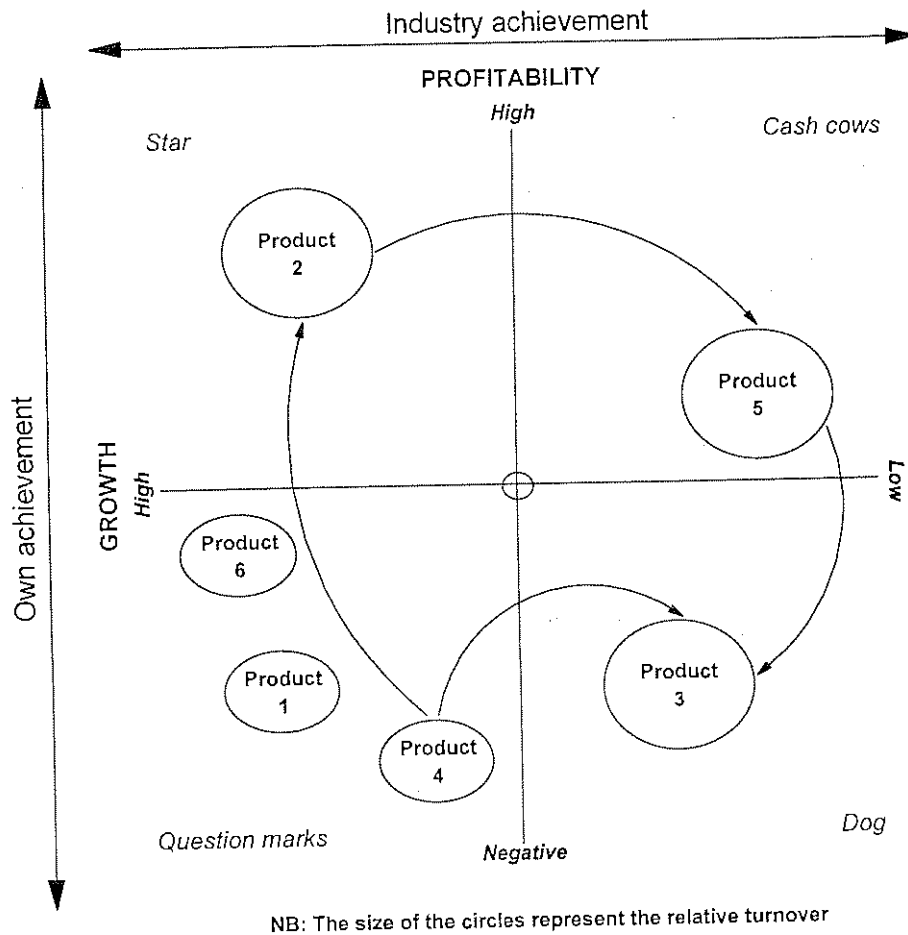 Industry achievement
PROFITABILITY
High
Star
Cash cows
Product
2
Product
5
Own achievement
GROWTH
High
Low
Product
6
Product
1
Product
3
Product
4
Question marks
Dog
Negative
NB: The size of the circles represent the relative turnover